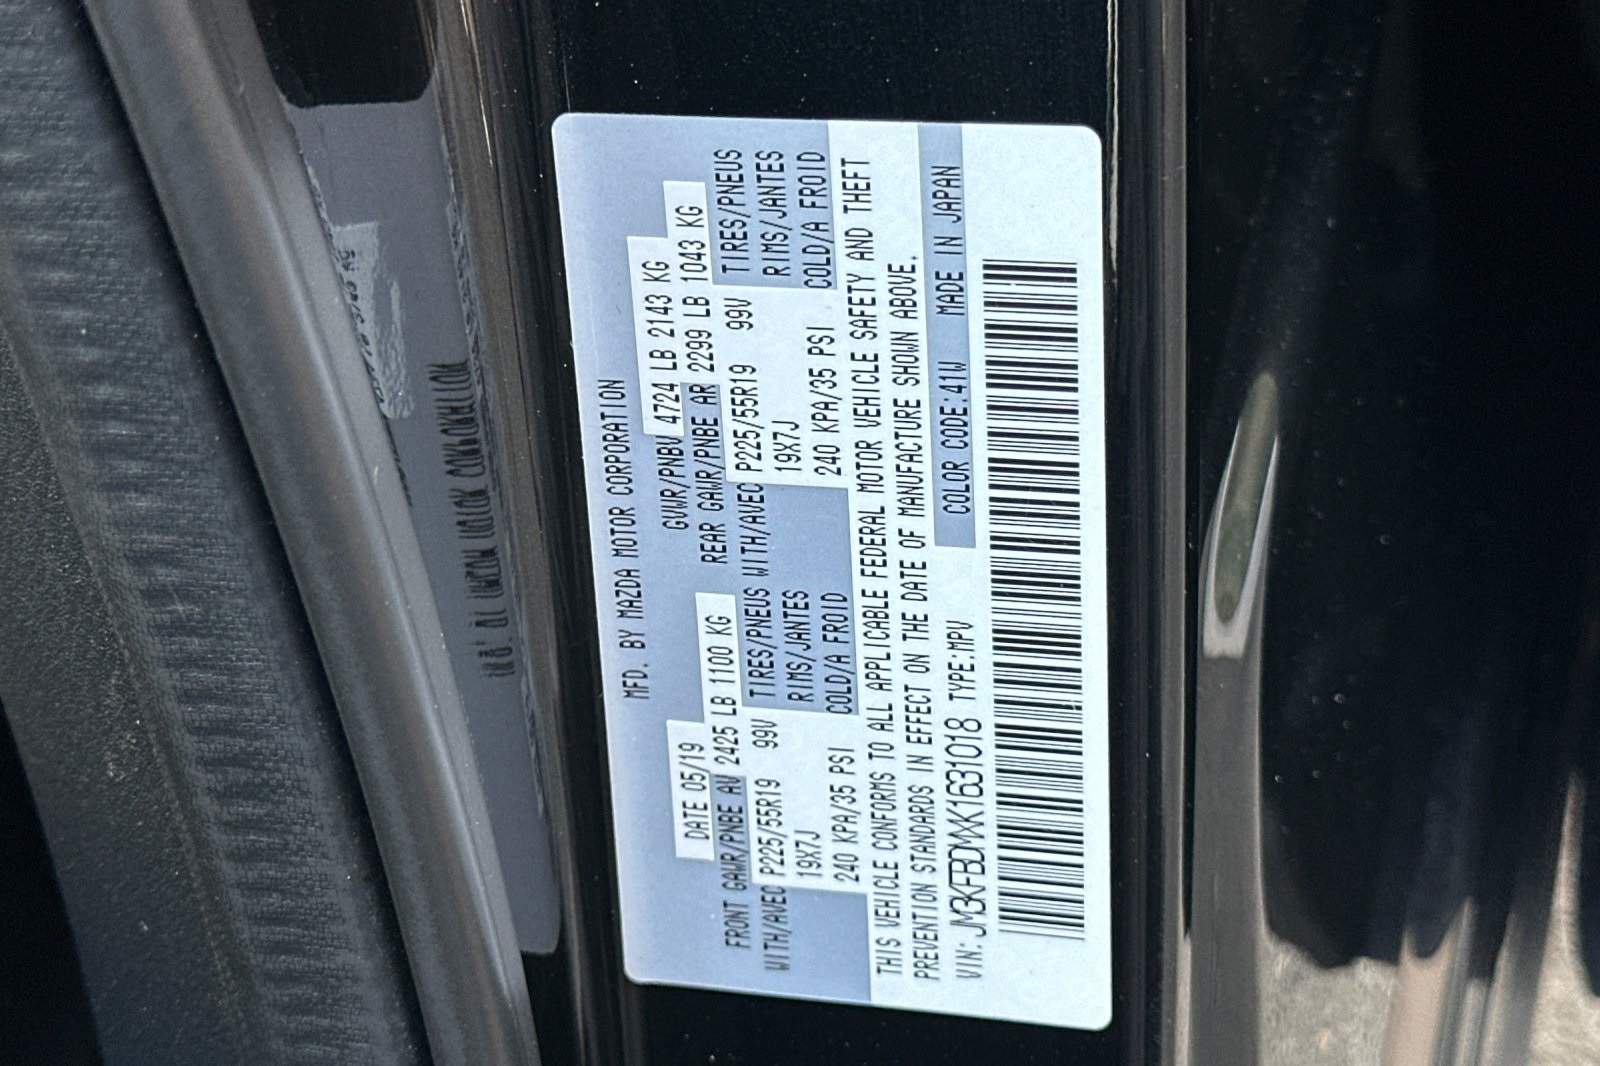 MFD. BY MAZDA MOTOR CORPORATION
DATE 05/19 GVWR/PNBV 4724 LB 2143 KG
FRONT GAWR/PNBE AV 2425 LB 1100 KG REAR GAWR/PNBE AR 2299 LB 1043 KG
WITH/AVEC P225/55R19 99V TIRES/PNEUS WITH/AVEC P225/55R19 99V TIRES/PNEUS
19X7J RIMS/JANTES 19X7J RIMS/JANTES
240 KPA/35 PSI COLD/A FROID 240 KPA/35 PSI COLD/A FROID
THIS VEHICLE CONFORMS TO ALL APPLICABLE FEDERAL MOTOR VEHICLE SAFETY AND THEFT
PREVENTION STANDARDS IN EFFECT ON THE DATE OF MANUFACTURE SHOWN ABOVE.
VIN: JM3KFBDMXK1631018 TYPE:MPV COLOR CODE:41W MADE IN JAPAN